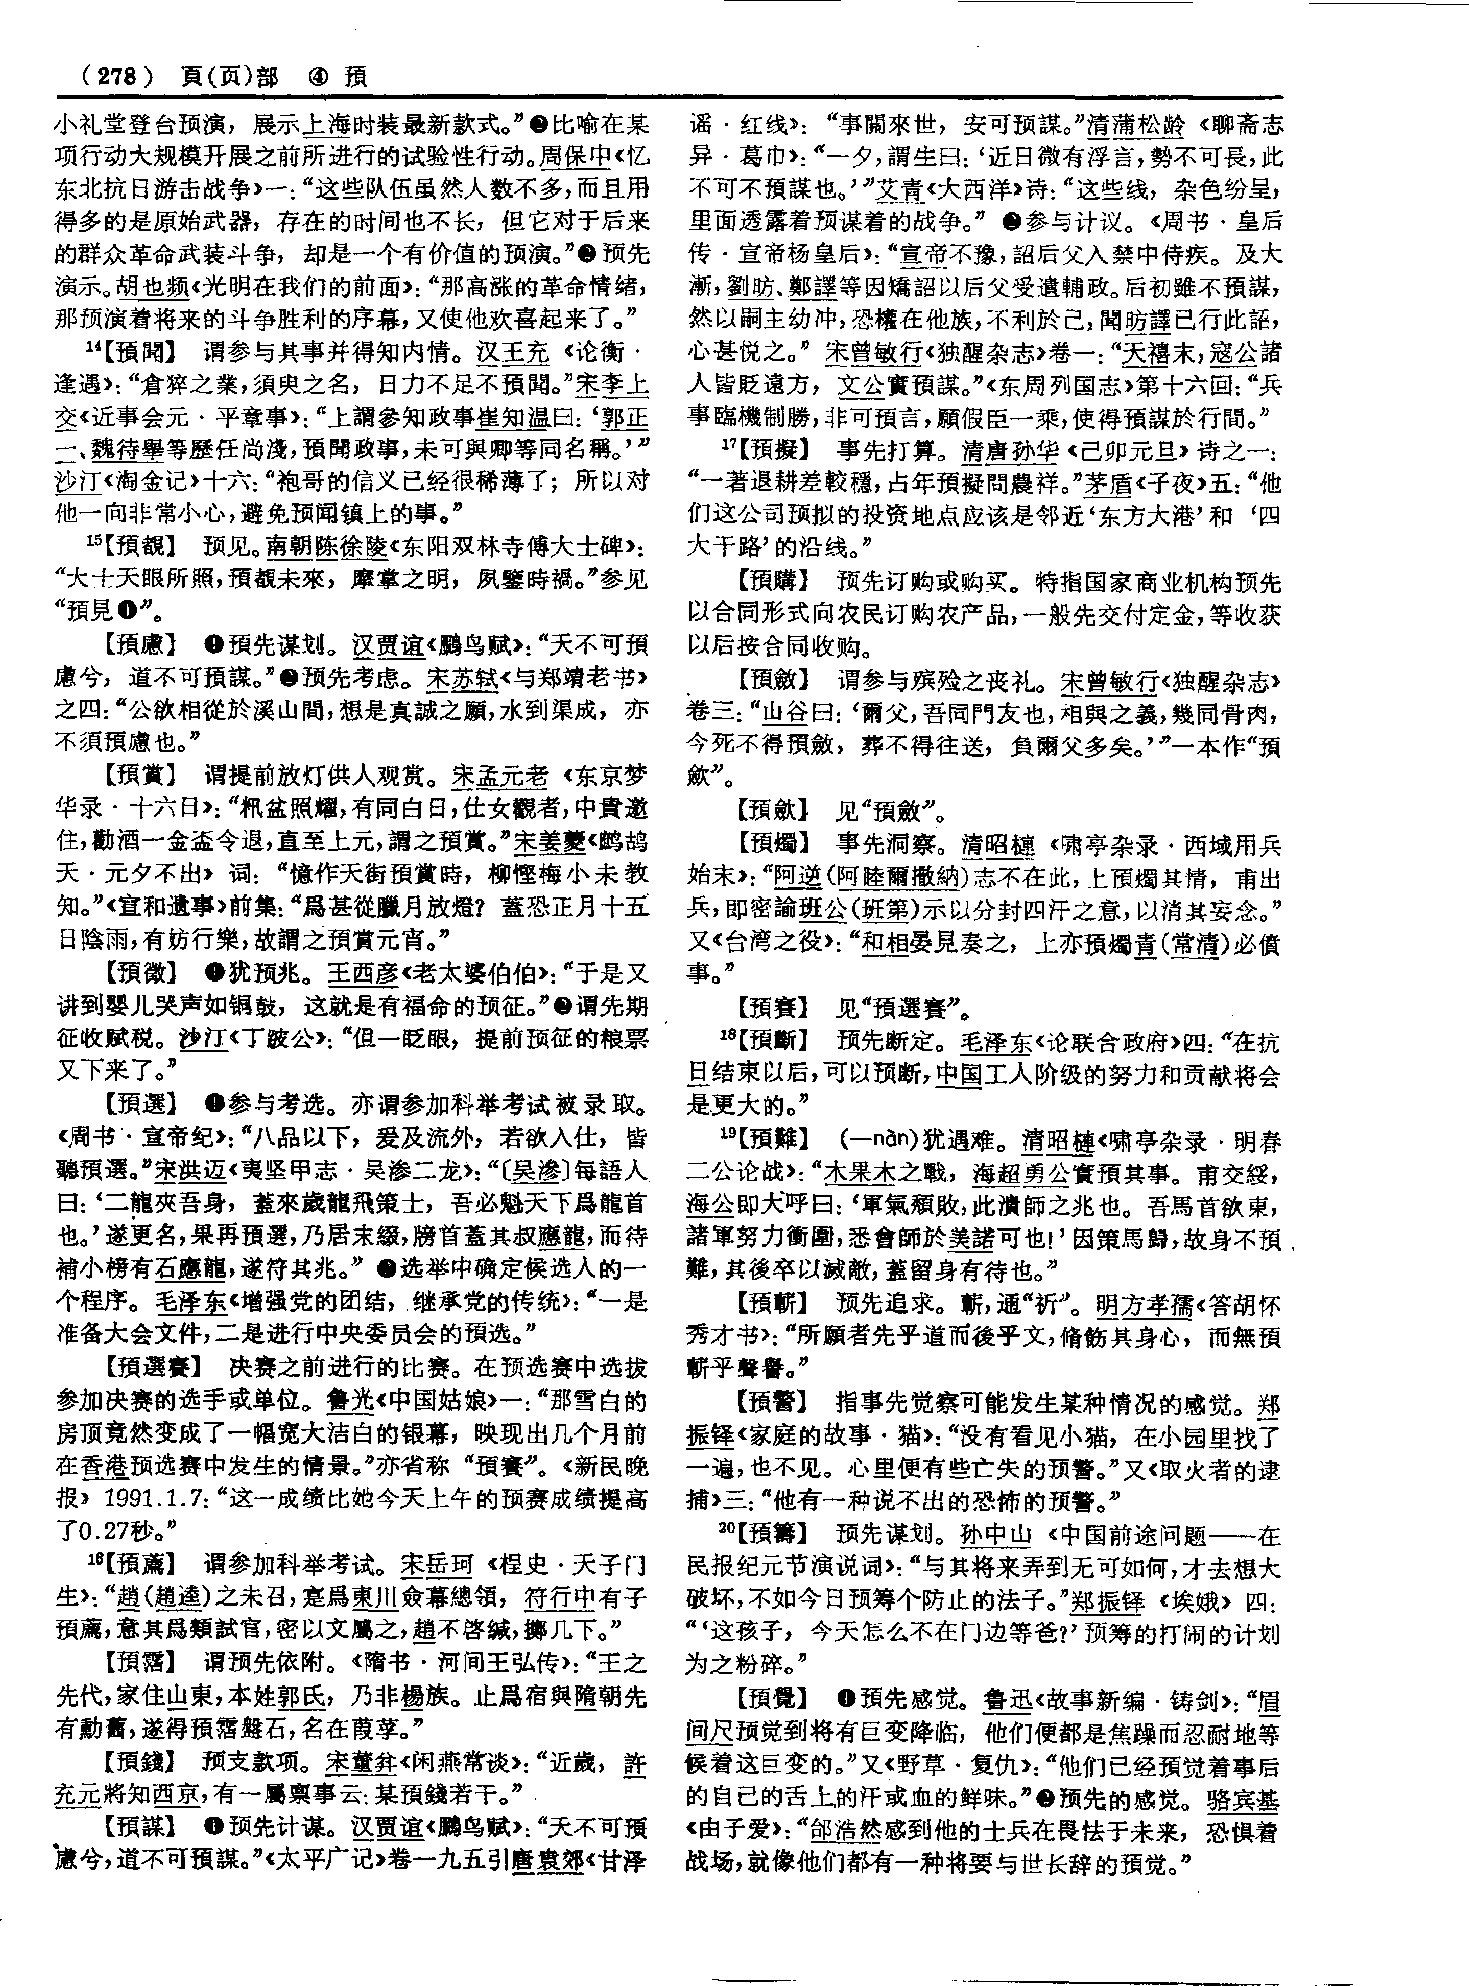 (278) 頁(页)部 ④ 預
小礼堂登台预演，展示上海时装最新款式。”❷比喻在某
项行动大规模开展之前所进行的试验性行动。周保中《忆
东北抗日游击战争》一：“这些队伍虽然人数不多，而且用
得多的是原始武器，存在的时间也不长，但它对于后来
的群众革命武装斗争，却是一个有价值的预演。”❸预先
演示。胡也频《光明在我们的前面》：“那高涨的革命情绪，
那预演着将来的斗争胜利的序幕，又使他欢喜起来了。”
14【預聞】 谓参与其事并得知内情。汉王充《论衡·
逢遇》：“倉猝之業，須臾之名，日力不足不預聞。”宋李上
交《近事会元·平章事》：“上謂參知政事崔知温曰：‘郭正
一、魏待舉等歷任尚淺，預聞政事，未可與卿等同名稱。’”
沙汀《淘金记》十六：“袍哥的信义已经很稀薄了；所以对
他一向非常小心，避免预闻镇上的事。”
15【預覩】 预见。南朝陈徐陵《东阳双林寺傅大士碑》：
“大士天眼所照，預覩未來，摩掌之明，夙鑒時禍。”参见
“預見❶”。
【預慮】 ❶預先谋划。汉贾谊《鵩鸟赋》：“天不可預
慮兮，道不可預謀。”❷预先考虑。宋苏轼《与郑靖老书》
之四：“公欲相從於溪山間，想是真誠之願，水到渠成，亦
不須預慮也。”
【預賞】 谓提前放灯供人观赏。宋孟元老《东京梦
华录·十六日》：“杋盆照耀，有同白日，仕女觀者，中貴邀
住，勸酒一金盃令退，直至上元，謂之預賞。”宋姜夔《鹧鸪
天·元夕不出》词：“憶昨天街預賞時，柳慳梅小未教
知。”《宣和遺事》前集：“爲甚從臘月放燈？蓋恐正月十五
日陰雨，有妨行樂，故謂之預賞元宵。”
【預徵】 ❶犹预兆。王西彦《老太婆伯伯》：“于是又
讲到婴儿哭声如铜鼓，这就是有福命的预征。”❷谓先期
征收赋税。沙汀《丁跛公》：“但一眨眼，提前预征的粮票
又下来了。”
【預選】 ❶参与考选。亦谓参加科举考试被录取。
《周书·宣帝纪》：“八品以下，爰及流外，若欲入仕，皆
聽預選。”宋洪迈《夷坚甲志·吴渗二龙》：“〔吴滲〕每語人
曰：‘二龍夾吾身，蓋來歲龍飛策士，吾必魁天下爲龍首
也。’遂更名，果再預選，乃居末綴，牓首蓋其叔應龍，而待
補小榜有石應龍，遂符其兆。”❷选举中确定候选人的一
个程序。毛泽东《增强党的团结，继承党的传统》：“一是
准备大会文件，二是进行中央委员会的預选。”
【預選賽】 决赛之前进行的比赛。在预选赛中选拔
参加决赛的选手或单位。鲁光《中国姑娘》一：“那雪白的
房顶竟然变成了一幅宽大洁白的银幕，映现出几个月前
在香港预选赛中发生的情景。”亦省称“預賽”。《新民晚
报》1991.1.7：“这一成绩比她今天上午的预赛成绩提高
了0.27秒。”
16【預薦】 谓参加科举考试。宋岳珂《桯史·天子门
生》：“趙(趙逵)之未召，寔爲東川僉幕總領，符行中有子
預薦，意其爲類試官，密以文屬之，趙不啓緘，擲几下。”
【預霑】 谓预先依附。《隋书·河间王弘传》：“王之
先代，家住山東，本姓郭氏，乃非楊族。止爲宿與隋朝先
有勳舊，遂得預霑盤石，名在葭莩。”
【預錢】 预支款项。宋董弅《闲燕常谈》：“近歲，許
充元將知西京，有一屬稟事云：某預錢若干。”
【預謀】 ❶预先计谋。汉贾谊《鵩鸟赋》：“天不可預
慮兮，道不可預謀。”《太平广记》卷一九五引唐袁郊《甘泽
谣·红线》：“事關來世，安可預謀。”清蒲松龄《聊斋志
异·葛巾》：“一夕，謂生曰：‘近日微有浮言，勢不可長，此
不可不預謀也。’”艾青《大西洋》诗：“这些线，杂色纷呈，
里面透露着预谋着的战争。”❷参与计议。《周书·皇后
传·宣帝杨皇后》：“宣帝不豫，詔后父入禁中侍疾。及大
漸，劉昉、鄭譯等因矯詔以后父受遺輔政。后初雖不預謀，
然以嗣主幼冲，恐權在他族，不利於己，聞昉譯已行此詔，
心甚悦之。”宋曾敏行《独醒杂志》卷一：“天禧末，寇公諸
人皆貶遠方，文公實預謀。”《东周列国志》第十六回：“兵
事臨機制勝，非可預言，願假臣一乘，使得預謀於行間。”
17【預擬】 事先打算。清唐孙华《己卯元旦》诗之一：
“一著退耕差較穩，占年預擬問農祥。”茅盾《子夜》五：“他
们这公司预拟的投资地点应该是邻近‘东方大港’和‘四
大干路’的沿线。”
【預購】 预先订购或购买。特指国家商业机构预先
以合同形式向农民订购农产品，一般先交付定金，等收获
以后按合同收购。
【預斂】 谓参与殡殓之丧礼。宋曾敏行《独醒杂志》
卷三：“山谷曰：‘爾父，吾同門友也，相與之義，幾同骨肉，
今死不得預斂，葬不得往送，負爾父多矣。’”一本作“預
歛”。
【預歛】 见“預斂”。
【預燭】 事先洞察。清昭槤《啸亭杂录·西域用兵
始末》：“阿逆(阿睦爾撒納)志不在此，上預燭其情，甫出
兵，即密諭班公(班第)示以分封四汗之意，以消其妄念。”
又《台湾之役》：“和相晏見奏之，上亦預燭青(常清)必僨
事。”
【預賽】 见“預選賽”。
18【預斷】 预先断定。毛泽东《论联合政府》四：“在抗
日结束以后，可以预断，中国工人阶级的努力和贡献将会
是更大的。”
19【預難】 (—nàn)犹遇难。清昭槤《啸亭杂录·明春
二公论战》：“木果木之戰，海超勇公實預其事。甫交綏，
海公即大呼曰：‘軍氣頹敗，此潰師之兆也。吾馬首欲東，
諸軍努力衝圍，悉會師於美諾可也！’因策馬歸，故身不預
難，其後卒以滅敵，蓋留身有待也。”
【預蘄】 预先追求。蘄，通“祈”。明方孝孺《答胡怀
秀才书》：“所願者先乎道而後乎文，脩飭其身心，而無預
蘄乎聲譽。”
【預警】 指事先觉察可能发生某种情况的感觉。郑
振铎《家庭的故事·猫》：“没有看见小猫，在小园里找了
一遍，也不见。心里便有些亡失的预警。”又《取火者的逮
捕》三：“他有一种说不出的恐怖的预警。”
20【預籌】 预先谋划。孙中山《中国前途问题——在
民报纪元节演说词》：“与其将来弄到无可如何，才去想大
破坏，不如今日预筹个防止的法子。”郑振铎《埃娥》四：
“‘这孩子，今天怎么不在门边等爸？’预筹的打闹的计划
为之粉碎。”
【預覺】 ❶预先感觉。鲁迅《故事新编·铸剑》：“眉
间尺预觉到将有巨变降临，他们便都是焦躁而忍耐地等
候着这巨变的。”又《野草·复仇》：“他们已经預觉着事后
的自己的舌上的汗或血的鲜味。”❷预先的感觉。骆宾基
《由于爱》：“邰浩然感到他的士兵在畏怯于未来，恐惧着
战场，就像他们都有一种将要与世长辞的預觉。”